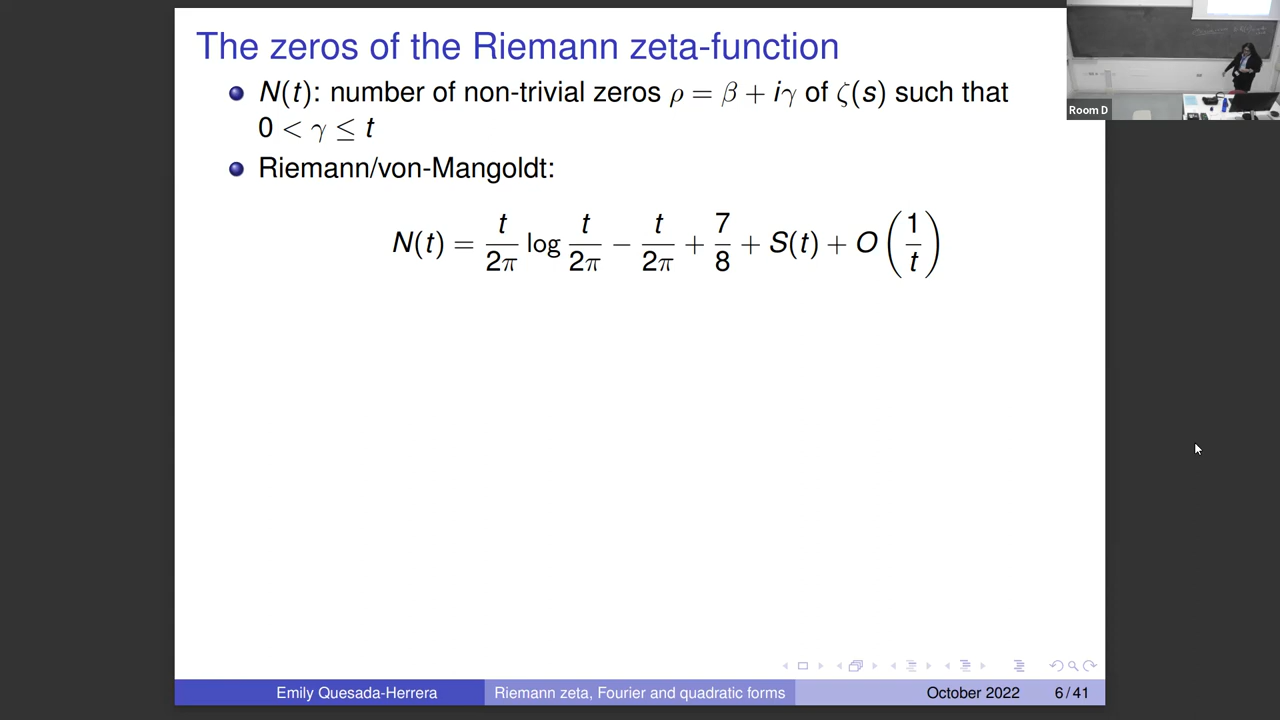 The zeros of the Riemann zeta-function
N(t): number of non-trivial zeros ρ = β + iγ of ζ(s) such that
0 < γ ≤ t
Riemann/von-Mangoldt:
N(t) = t/2π log t/2π − t/2π + 7/8 + S(t) + O(1/t)
Room D
Emily Quesada-Herrera
Riemann zeta, Fourier and quadratic forms
October 2022
6 / 41